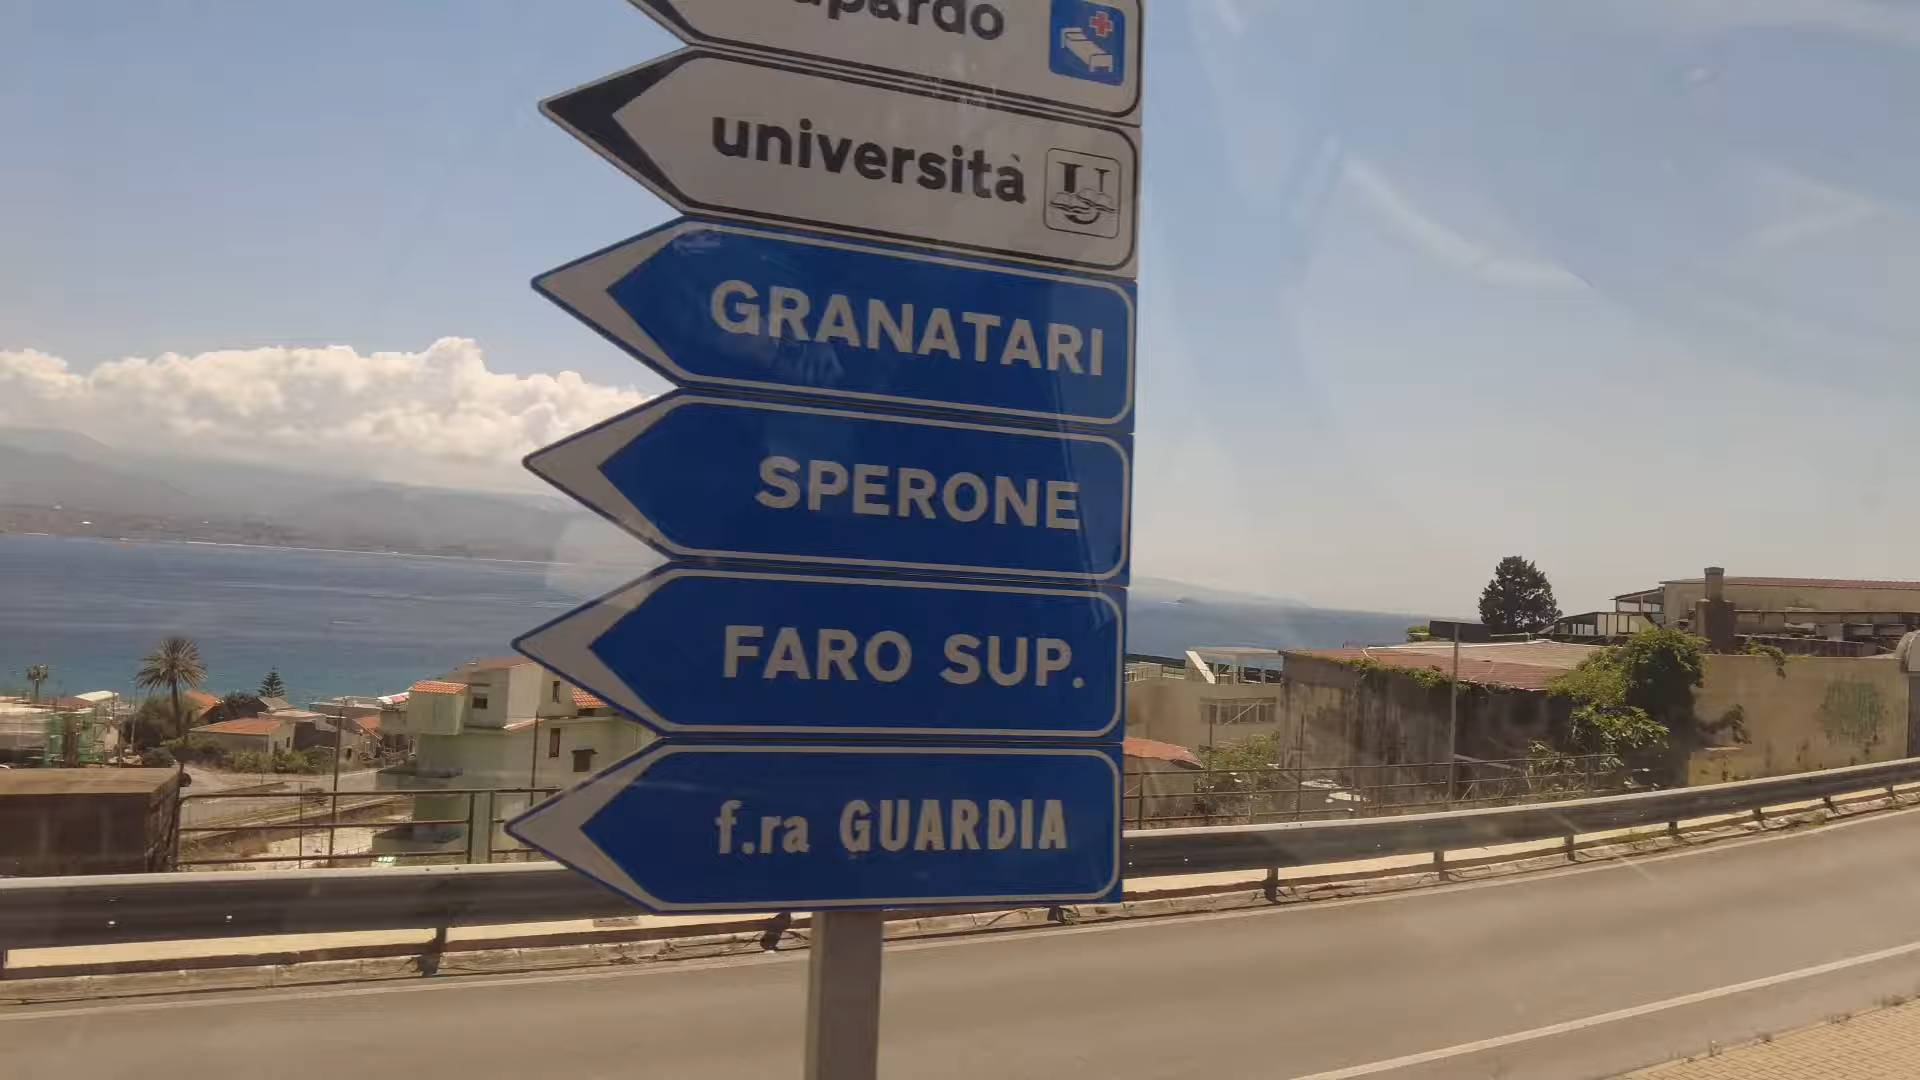 università
GRANATARI
SPERONE
FARO SUP.
f.ra GUARDIA